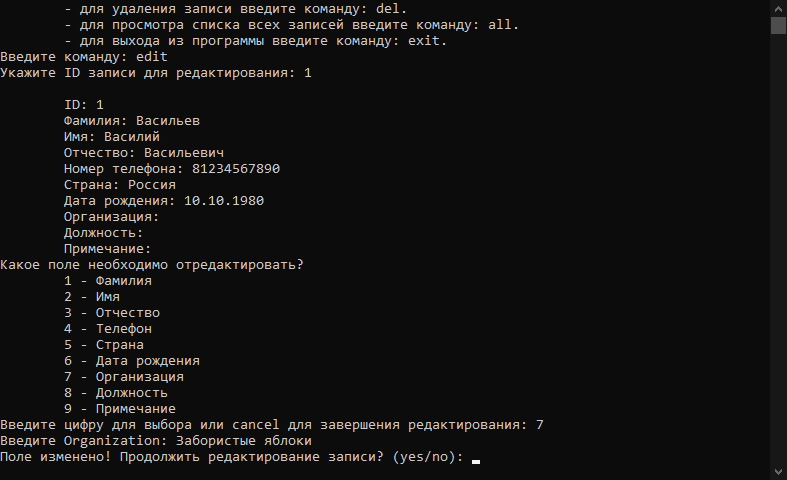 - для удаления записи введите команду: del.
- для просмотра списка всех записей введите команду: all.
- для выхода из программы введите команду: exit.
Введите команду: edit
Укажите ID записи для редактирования: 1
ID: 1
Фамилия: Васильев
Имя: Василий
Отчество: Васильевич
Номер телефона: 81234567890
Страна: Россия
Дата рождения: 10.10.1980
Организация:
Должность:
Примечание:
Какое поле необходимо отредактировать?
1 - Фамилия
2 - Имя
3 - Отчество
4 - Телефон
5 - Страна
6 - Дата рождения
7 - Организация
8 - Должность
9 - Примечание
Введите цифру для выбора или cancel для завершения редактирования: 7
Введите Organization: Забористые яблоки
Поле изменено! Продолжить редактирование записи? (yes/no):